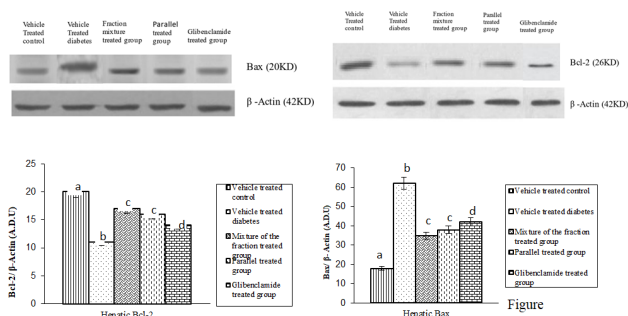 Vehicle
Treated
control
Vehicle
Treated
diabetes
Fraction
mixture
treated group
Parallel
treated
group
Glibenclamide
treated group
Bax (20KD)
β -Actin (42KD)
Vehicle
Treated
control
Vehicle
Treated
diabetes
Fraction
mixture
treated group
Parallel
treated
group
Glibenclamide
treated group
Bcl-2 (26KD)
β -Actin (42KD)
Bcl-2/ β-Actin (A.D.U)
25
20
15
10
5
0
a
b
c
c
d
Hepatic Bcl-2
Vehicle treated
control
Vehicle treated
diabetes
Mixture of the
fraction treated
group
Parallel treated
group
Glibenclamide
treated group
Bax/ β- Actin (A.D.U)
70
60
50
40
30
20
10
0
a
b
c
c
d
Hepatic Bax
Vehicle treated control
Vehicle treated diabetes
Mixture of the fraction
treated group
Parallel treated group
Glibenclamide treated
group
Figure